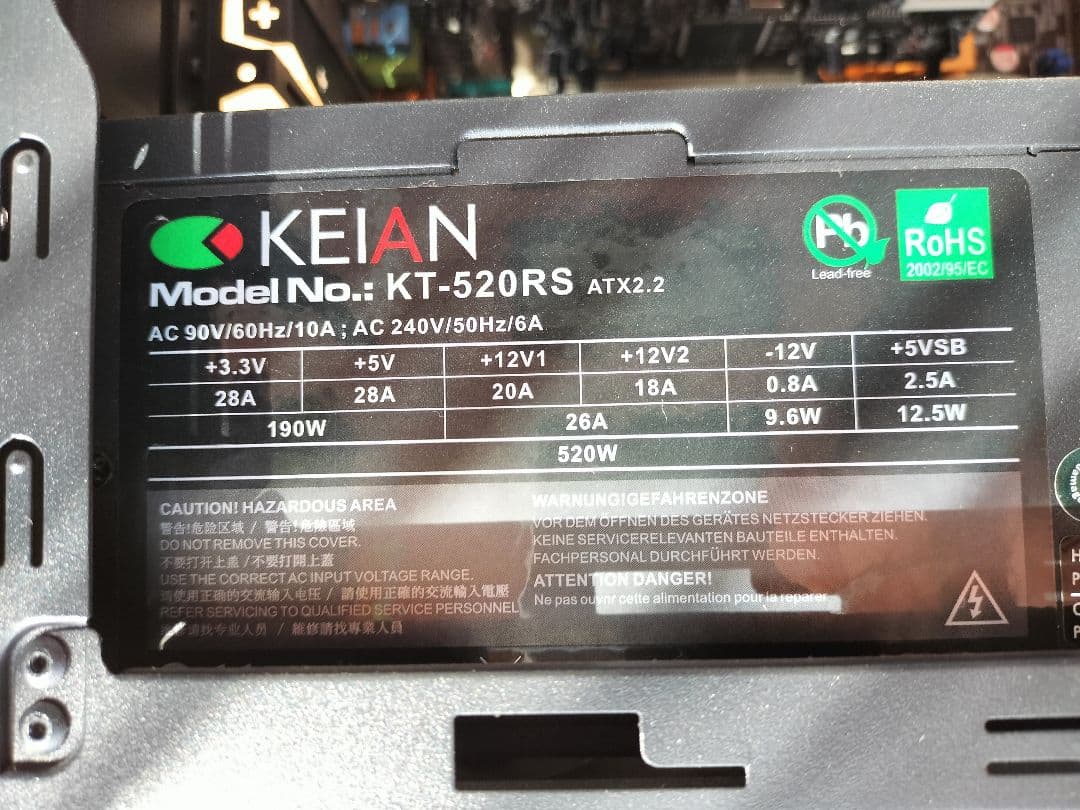 KEIAN
Pb
Lead-free
RoHS
2002/95/EC
Model No.: KT-520RS ATX2.2
AC 90V/60Hz/10A ; AC 240V/50Hz/6A
+3.3V +5V +12V1 +12V2 -12V +5VSB
28A 28A 20A 18A 0.8A 2.5A
190W 26A 9.6W 12.5W
520W
CAUTION! HAZARDOUS AREA
警告!危险区域 / 警告!危險區域
DO NOT REMOVE THIS COVER.
不要打开上盖 /不要打開上蓋
USE THE CORRECT AC INPUT VOLTAGE RANGE.
请使用正确的交流输入电压 / 請使用正確的交流輸入電壓
REFER SERVICING TO QUALIFIED SERVICE PERSONNEL
请找专业人员 / 維修請找專業人員
WARNUNG!GEFAHRENZONE
VOR DEM ÖFFNEN DES GERÄTES NETZSTECKER ZIEHEN.
KEINE SERVICERELEVANTEN BAUTEILE ENTHALTEN.
FACHPERSONAL DURCHFÜHRT WERDEN.
ATTENTION DANGER!
Ne pas ouvrir cette alimentation pour la reparer.